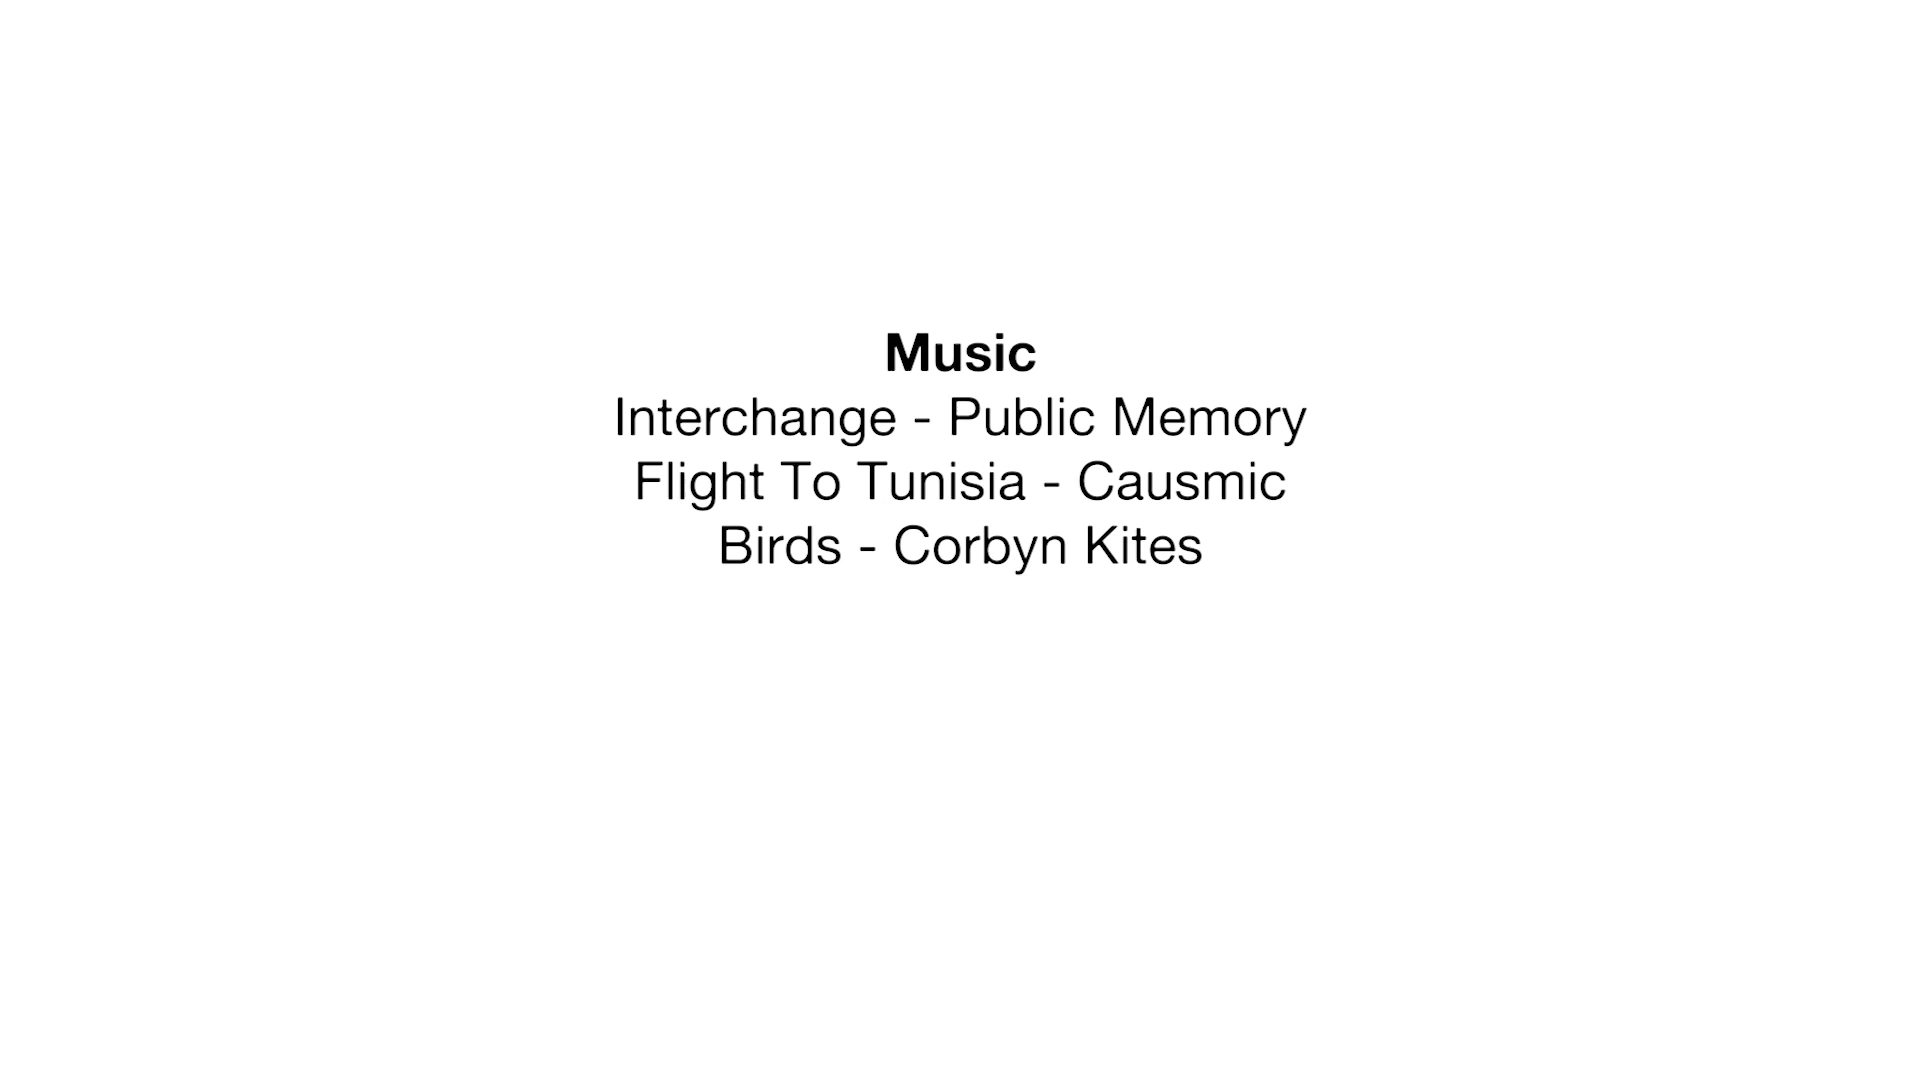 Music
Interchange - Public Memory
Flight To Tunisia - Causmic
Birds - Corbyn Kites